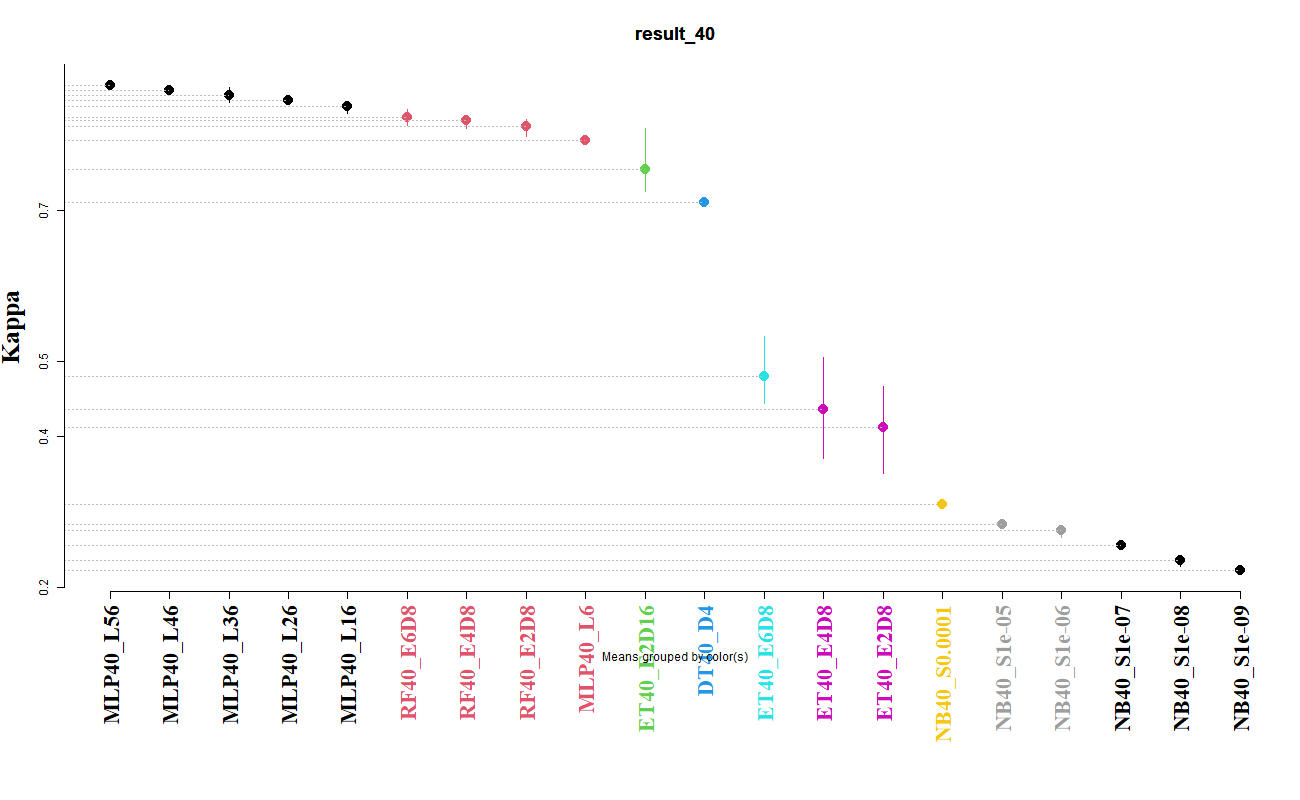 result_40
Kappa
0.7
0.5
0.4
0.2
MLP40_L56
MLP40_L46
MLP40_L36
MLP40_L26
MLP40_L16
RF40_E6D8
RF40_E4D8
RF40_E2D8
MLP40_L6
ET40_E2D16
DT40_D4
ET40_E6D8
ET40_E4D8
ET40_E2D8
NB40_S0.0001
NB40_S1e-05
NB40_S1e-06
NB40_S1e-07
NB40_S1e-08
NB40_S1e-09
Means grouped by color(s)